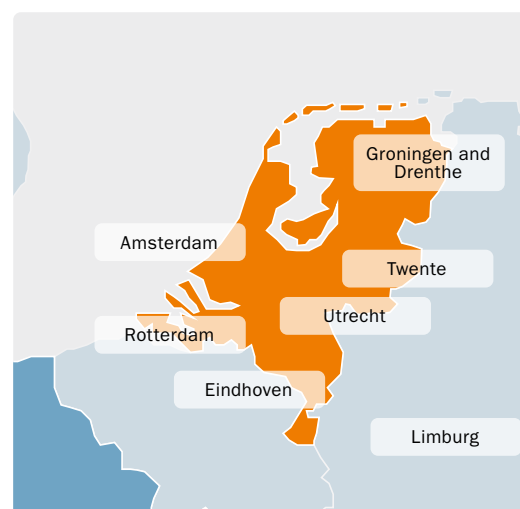 Groningen and
Drenthe
Amsterdam
Twente
Utrecht
Rotterdam
Eindhoven
Limburg